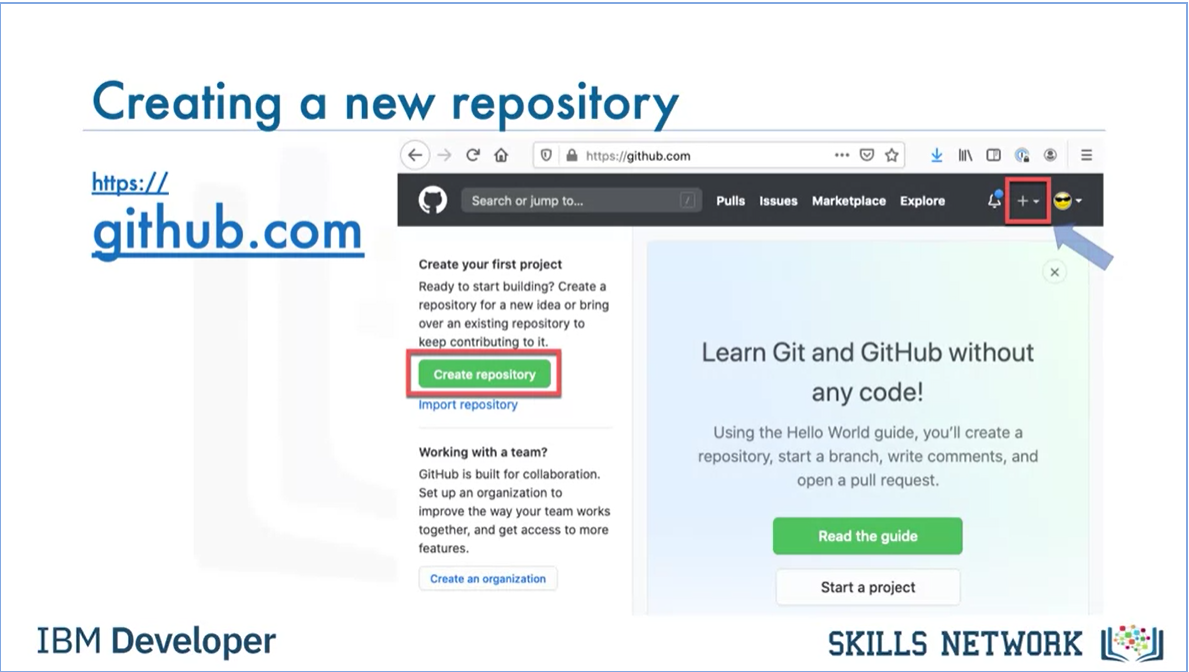 Creating a new repository
https://
github.com
https://github.com
Search or jump to...
/
Pulls Issues Marketplace Explore
Create your first project
Ready to start building? Create a
repository for a new idea or bring
over an existing repository to
keep contributing to it.
Create repository
Import repository
Working with a team?
GitHub is built for collaboration.
Set up an organization to
improve the way your team works
together, and get access to more
features.
Create an organization
Learn Git and GitHub without
any code!
Using the Hello World guide, you’ll create a
repository, start a branch, write comments, and
open a pull request.
Read the guide
Start a project
IBM Developer
SKILLS NETWORK